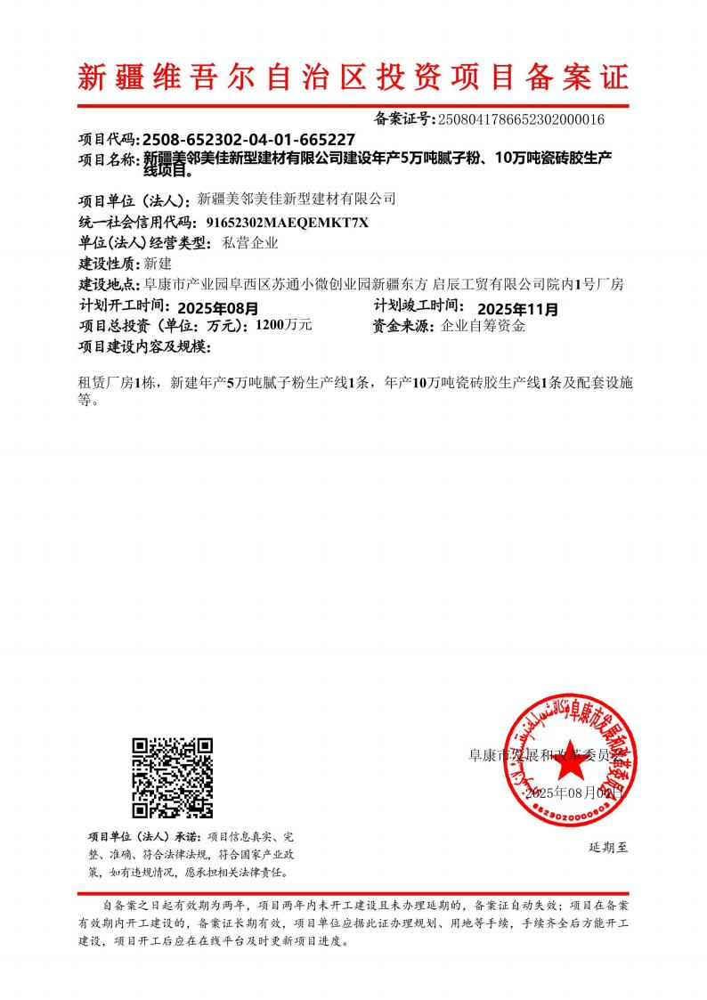 新疆维吾尔自治区投资项目备案证
备案证号:2508041786652302000016
项目代码:2508-652302-04-01-665227
项目名称:新疆美邻美佳新型建材有限公司建设年产5万吨腻子粉、10万吨瓷砖胶生产
线项目。
项目单位（法人）：新疆美邻美佳新型建材有限公司
统一社会信用代码：91652302MAEQEMKT7X
单位(法人)经营类型：私营企业
建设性质：新建
建设地点：阜康市产业园阜西区苏通小微创业园新疆东方 启辰工贸有限公司院内1号厂房
计划开工时间：2025年08月 计划竣工时间：2025年11月
项目总投资（单位：万元）：1200万元 资金来源：企业自筹资金
项目建设内容及规模：
租赁厂房1栋，新建年产5万吨腻子粉生产线1条，年产10万吨瓷砖胶生产线1条及配套设施
等。
阜康市发展和改革委员会
阜康市发展和改革委员会
2025年08月04日
6523020000603
延期至
项目单位（法人）承诺：项目信息真实、完
整、准确、符合法律法规，符合国家产业政
策，如有违规情况，愿承担相关法律责任。
自备案之日起有效期为两年，项目两年内未开工建设且未办理延期的，备案证自动失效；项目在备案
有效期内开工建设的，备案证长期有效，项目单位应据此证办理规划、用地等手续，手续齐全后方能开工
建设，项目开工后应在在线平台及时更新项目进度。